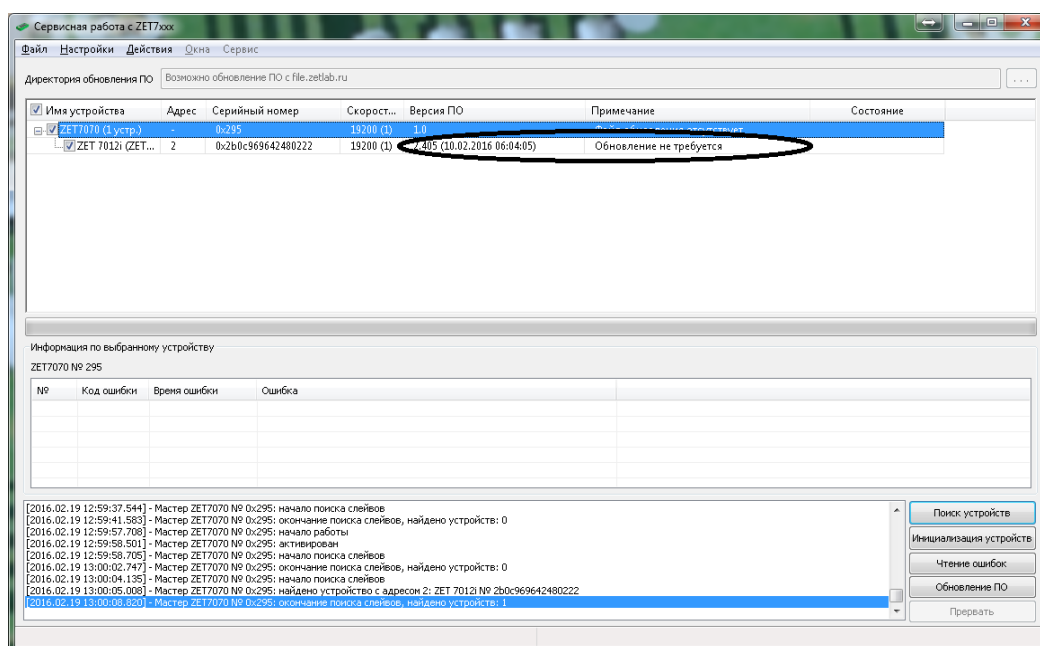 Сервисная работа с ZET7xxx
Файл Настройки Действия Окна Сервис
Директория обновления ПО Возможно обновление ПО с file.zetlab.ru ...
Имя устройства Адрес Серийный номер Скорост... Версия ПО Примечание Состояние
ZET7070 (1 устр.) - 0x295 19200 (1) 1.0 Файл обновления отсутствует
ZET 7012i (ZET... 2 0x2b0c969642480222 19200 (1) 2.405 (10.02.2016 06:04:05) Обновление не требуется
Информация по выбранному устройству
ZET7070 № 295
№ Код ошибки Время ошибки Ошибка
[2016.02.19 12:59:37.544] - Мастер ZET7070 № 0x295: начало поиска слейвов
[2016.02.19 12:59:41.583] - Мастер ZET7070 № 0x295: окончание поиска слейвов, найдено устройств: 0
[2016.02.19 12:59:57.708] - Мастер ZET7070 № 0x295: начало работы
[2016.02.19 12:59:58.501] - Мастер ZET7070 № 0x295: активирован
[2016.02.19 12:59:58.705] - Мастер ZET7070 № 0x295: начало поиска слейвов
[2016.02.19 13:00:02.747] - Мастер ZET7070 № 0x295: окончание поиска слейвов, найдено устройств: 0
[2016.02.19 13:00:04.135] - Мастер ZET7070 № 0x295: начало поиска слейвов
[2016.02.19 13:00:05.008] - Мастер ZET7070 № 0x295: найдено устройство с адресом 2: ZET 7012i № 2b0c969642480222
[2016.02.19 13:00:08.820] - Мастер ZET7070 № 0x295: окончание поиска слейвов, найдено устройств: 1
Поиск устройств
Инициализация устройств
Чтение ошибок
Обновление ПО
Прервать